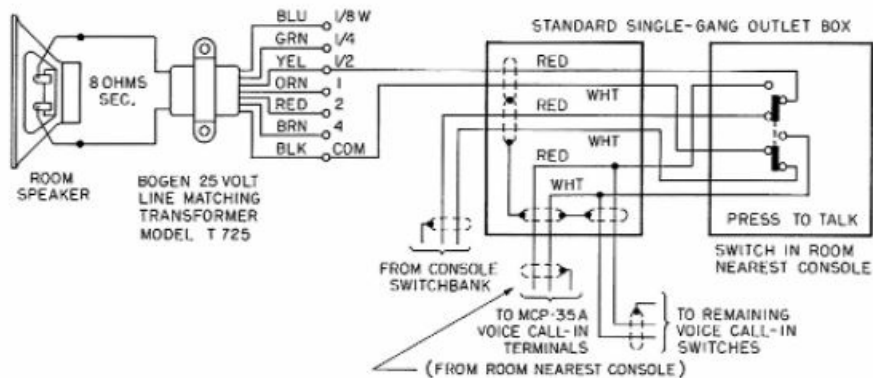 BLU 1/8 W
GRN 1/4
YEL 1/2
ORN 1
RED 2
BRN 4
BLK COM
8 OHMS
SEC.
ROOM
SPEAKER
BOGEN 25 VOLT
LINE MATCHING
TRANSFORMER
MODEL T 725
STANDARD SINGLE-GANG OUTLET BOX
RED
WHT
RED
WHT
RED
WHT
PRESS TO TALK
SWITCH IN ROOM
NEAREST CONSOLE
FROM CONSOLE
SWITCHBANK
TO MCP-35A
VOICE CALL-IN
TERMINALS
(FROM ROOM NEAREST CONSOLE)
TO REMAINING
VOICE CALL-IN
SWITCHES